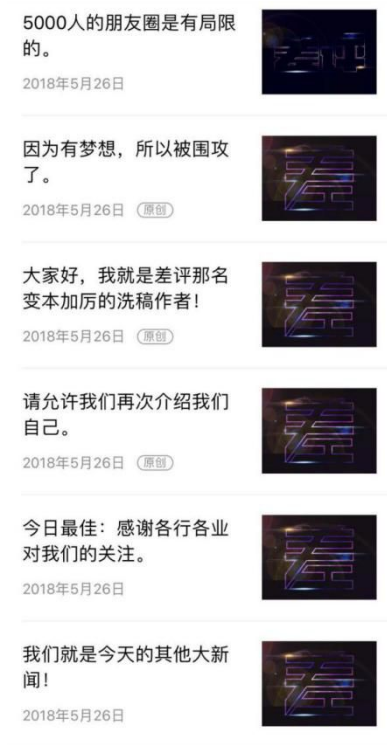 5000人的朋友圈是有局限
的。
2018年5月26日
因为有梦想，所以被围攻
了。
2018年5月26日 原创
大家好，我就是差评那名
变本加厉的洗稿作者！
2018年5月26日 原创
请允许我们再次介绍我们
自己。
2018年5月26日 原创
今日最佳：感谢各行各业
对我们的关注。
2018年5月26日
我们就是今天的其他大新
闻！
2018年5月26日
差
差
差
差
差